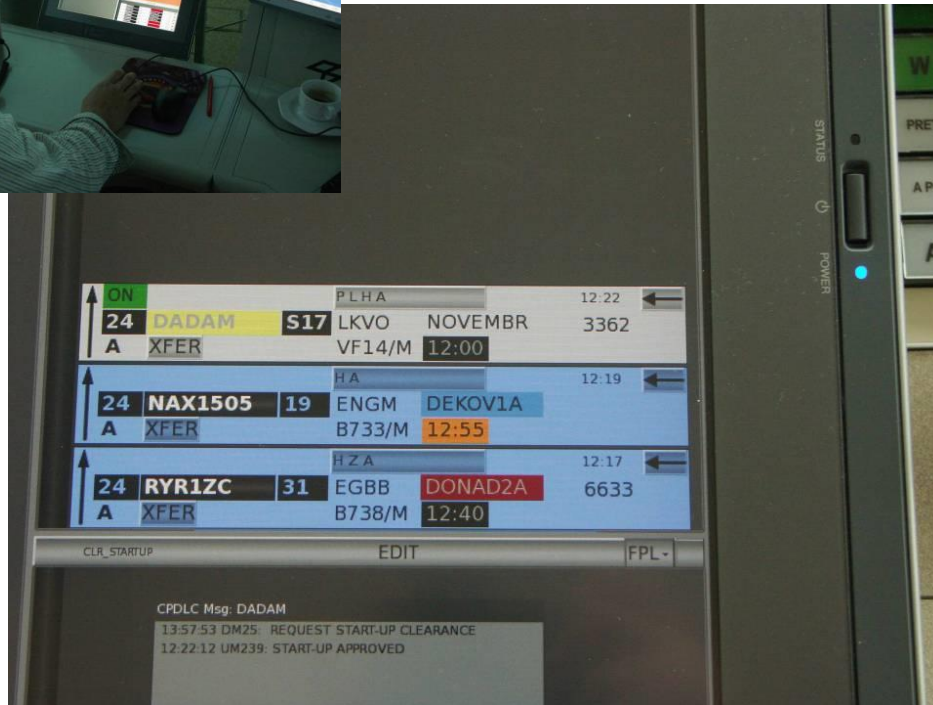 ON PLHA 12:22
24 DADAM S17 LKVO NOVEMBR 3362
A XFER VF14/M 12:00
HA 12:19
24 NAX1505 19 ENGM DEKOV1A
A XFER B733/M 12:55
HZA 12:17
24 RYR1ZC 31 EGBB DONAD2A 6633
A XFER B738/M 12:40
CLR_STARTUP EDIT FPL
CPDLC Msg: DADAM
13:57:53 DM25: REQUEST START-UP CLEARANCE
12:22:12 UM239: START-UP APPROVED
STATUS
POWER
W
PRE
AP
A